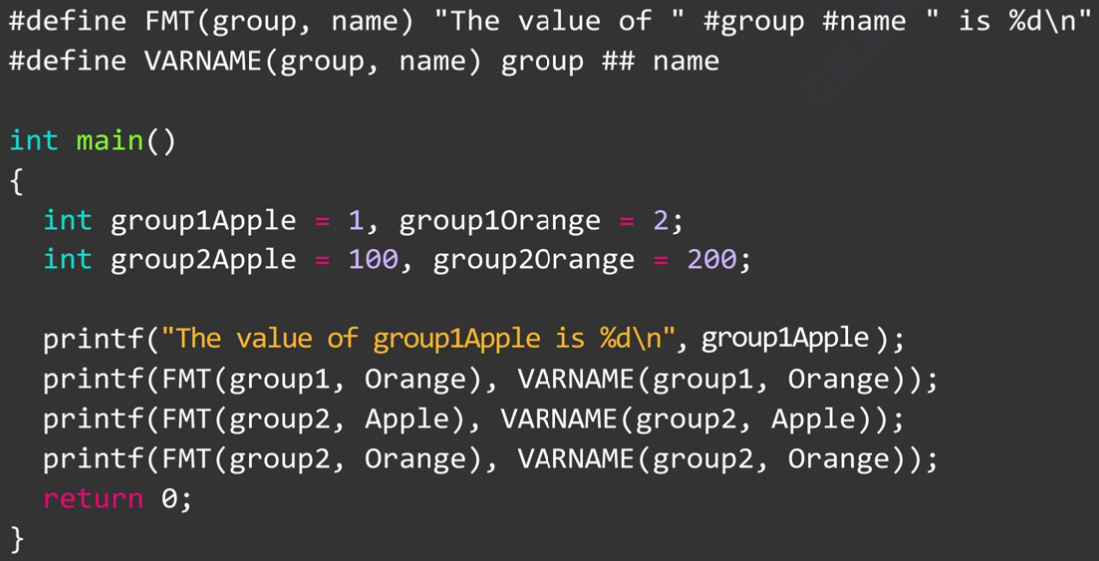 #define FMT(group, name) "The value of " #group #name " is %d\n"
#define VARNAME(group, name) group ## name
int main()
{
int group1Apple = 1, group1Orange = 2;
int group2Apple = 100, group2Orange = 200;
printf("The value of group1Apple is %d\n", group1Apple);
printf(FMT(group1, Orange), VARNAME(group1, Orange));
printf(FMT(group2, Apple), VARNAME(group2, Apple));
printf(FMT(group2, Orange), VARNAME(group2, Orange));
return 0;
}